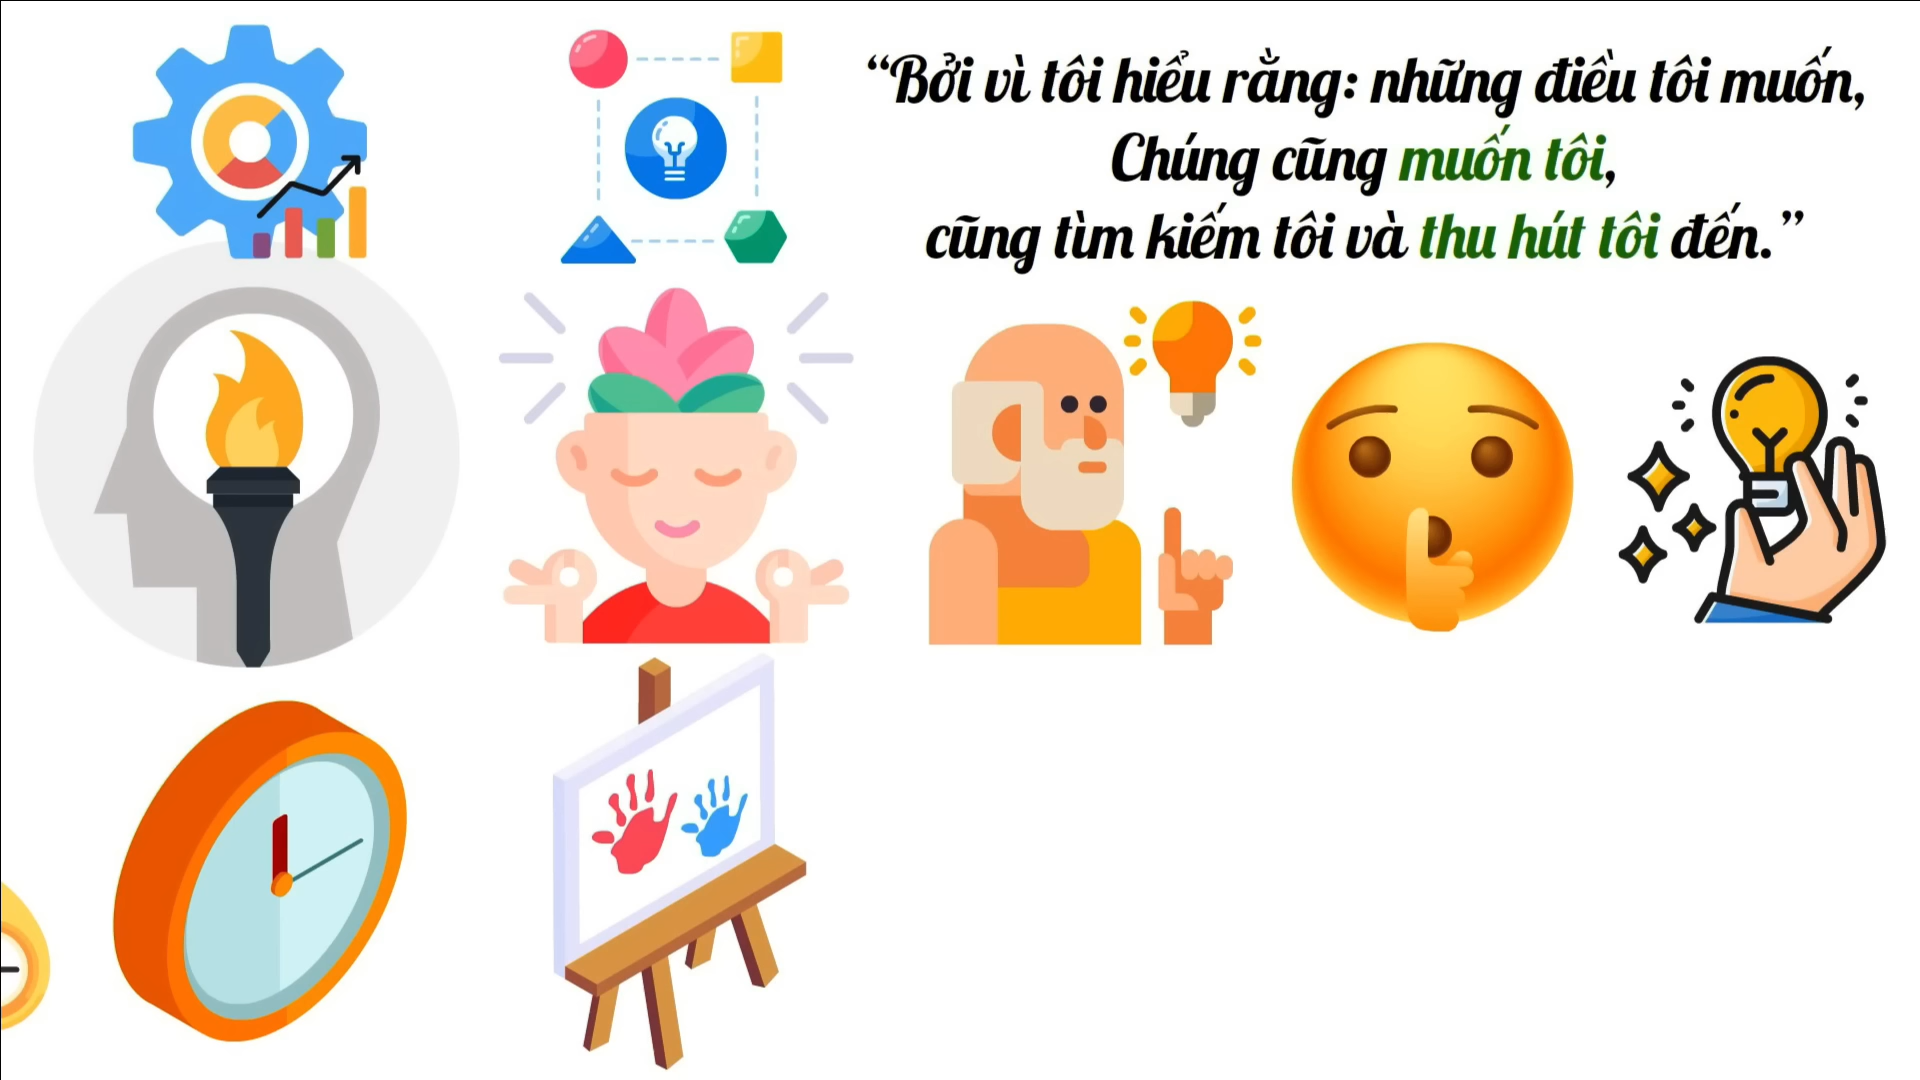 “Bởi vì tôi hiểu rằng: những điều tôi muốn,
Chúng cũng muốn tôi,
cũng tìm kiếm tôi và thu hút tôi đến.”